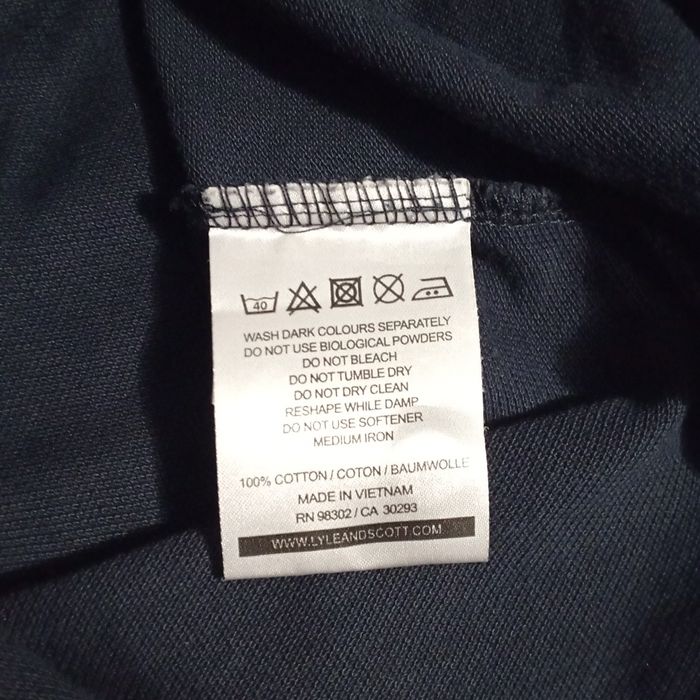 40
WASH DARK COLOURS SEPARATELY
DO NOT USE BIOLOGICAL POWDERS
DO NOT BLEACH
DO NOT TUMBLE DRY
DO NOT DRY CLEAN
RESHAPE WHILE DAMP
DO NOT USE SOFTENER
MEDIUM IRON
100% COTTON / COTON / BAUMWOLLE
MADE IN VIETNAM
RN 98302 / CA 30293
WWW.LYLEANDSCOTT.COM